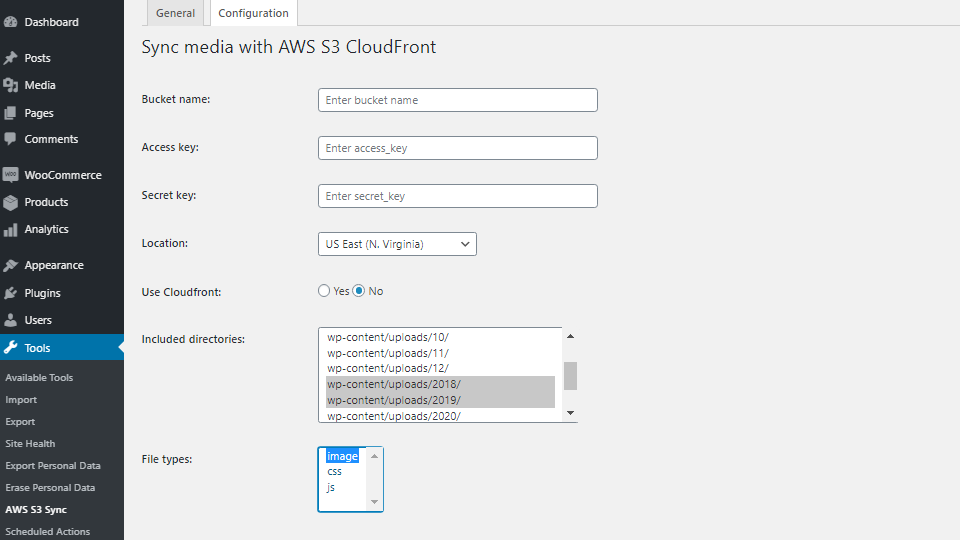 General Configuration
Dashboard
Sync media with AWS S3 CloudFront
Posts
Media
Pages
Comments
WOO WooCommerce
Products
Analytics
Appearance
Plugins
Users
Tools
Available Tools
Import
Export
Site Health
Export Personal Data
Erase Personal Data
AWS S3 Sync
Scheduled Actions
Bucket name: Enter bucket name
Access key: Enter access_key
Secret key: Enter secret_key
Location: US East (N. Virginia)
Use Cloudfront: Yes No
Included directories: wp-content/uploads/10/
wp-content/uploads/11/
wp-content/uploads/12/
wp-content/uploads/2018/
wp-content/uploads/2019/
wp-content/uploads/2020/
File types: image
css
js